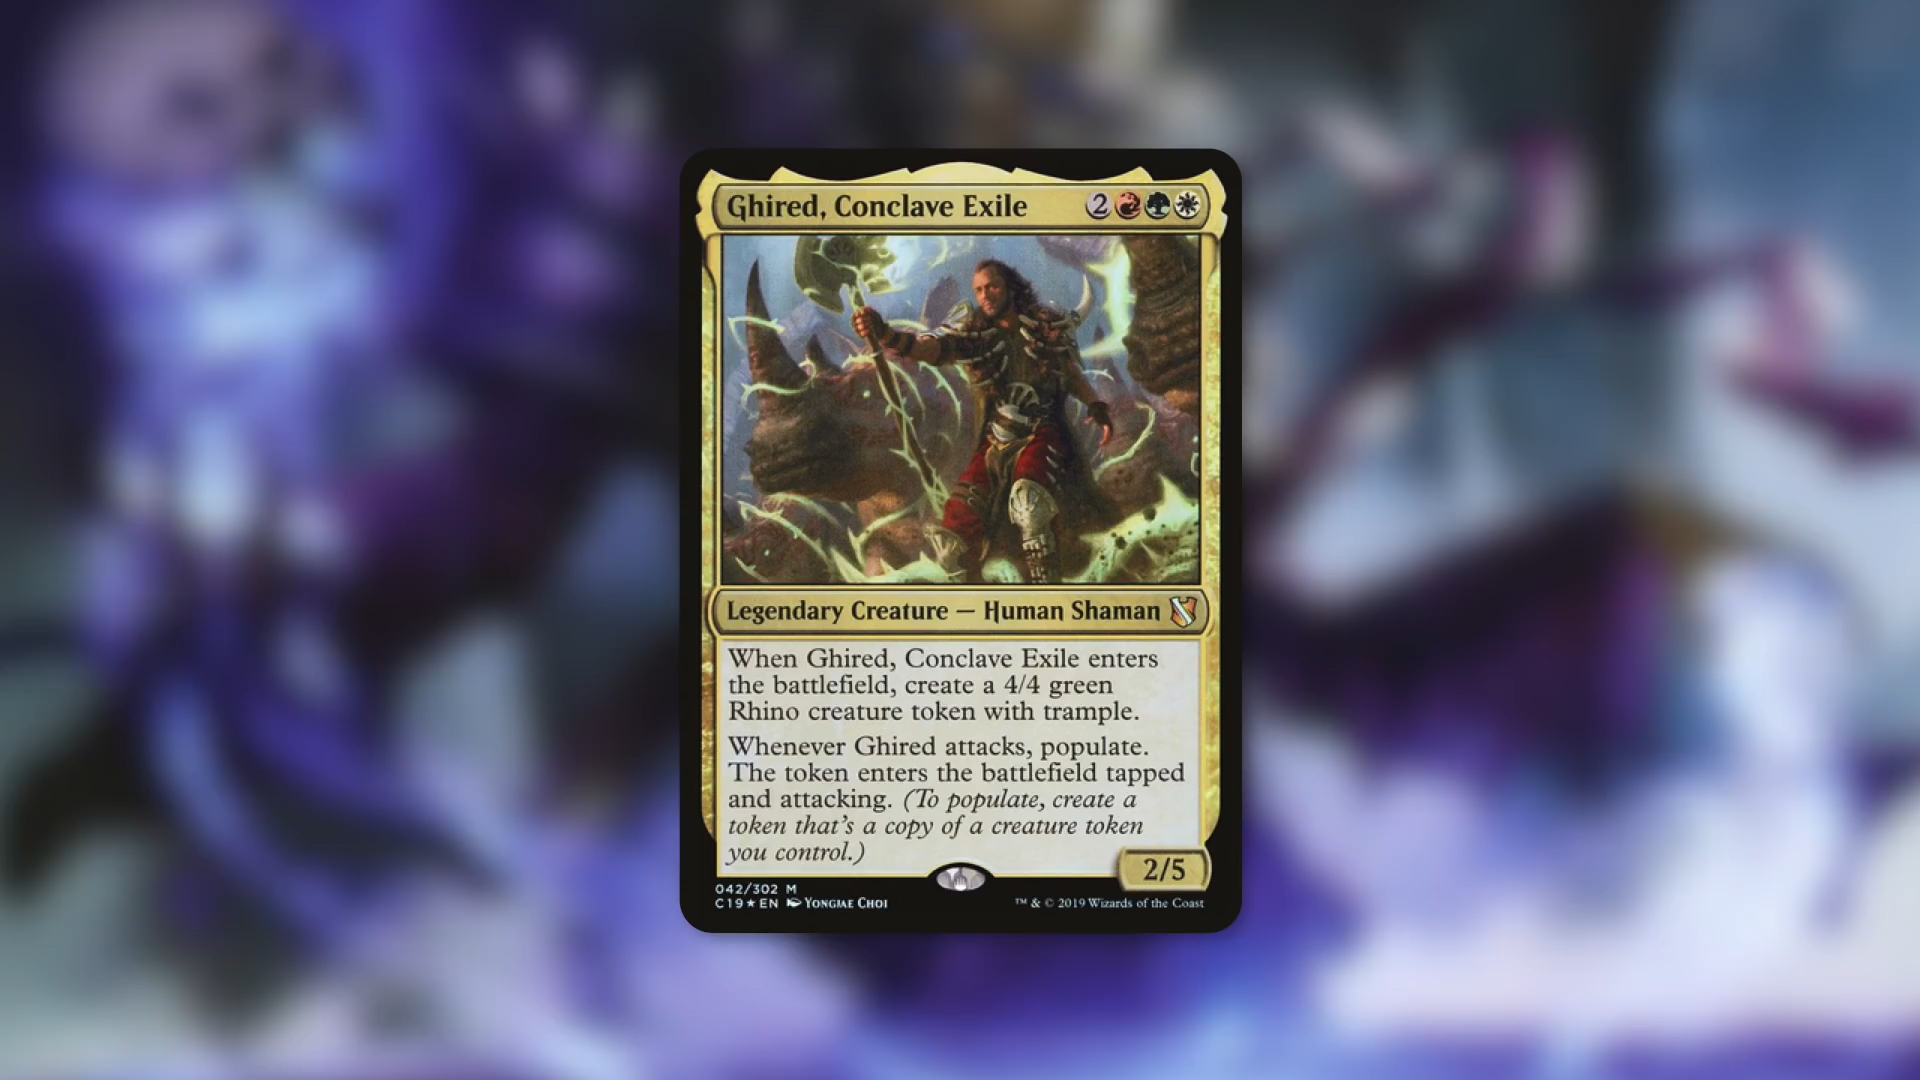 Ghired, Conclave Exile 2
Legendary Creature — Human Shaman
When Ghired, Conclave Exile enters
the battlefield, create a 4/4 green
Rhino creature token with trample.
Whenever Ghired attacks, populate.
The token enters the battlefield tapped
and attacking. (To populate, create a
token that's a copy of a creature token
you control.)
2/5
042/302 M
C19★EN Yongjae Choi
™ & © 2019 Wizards of the Coast